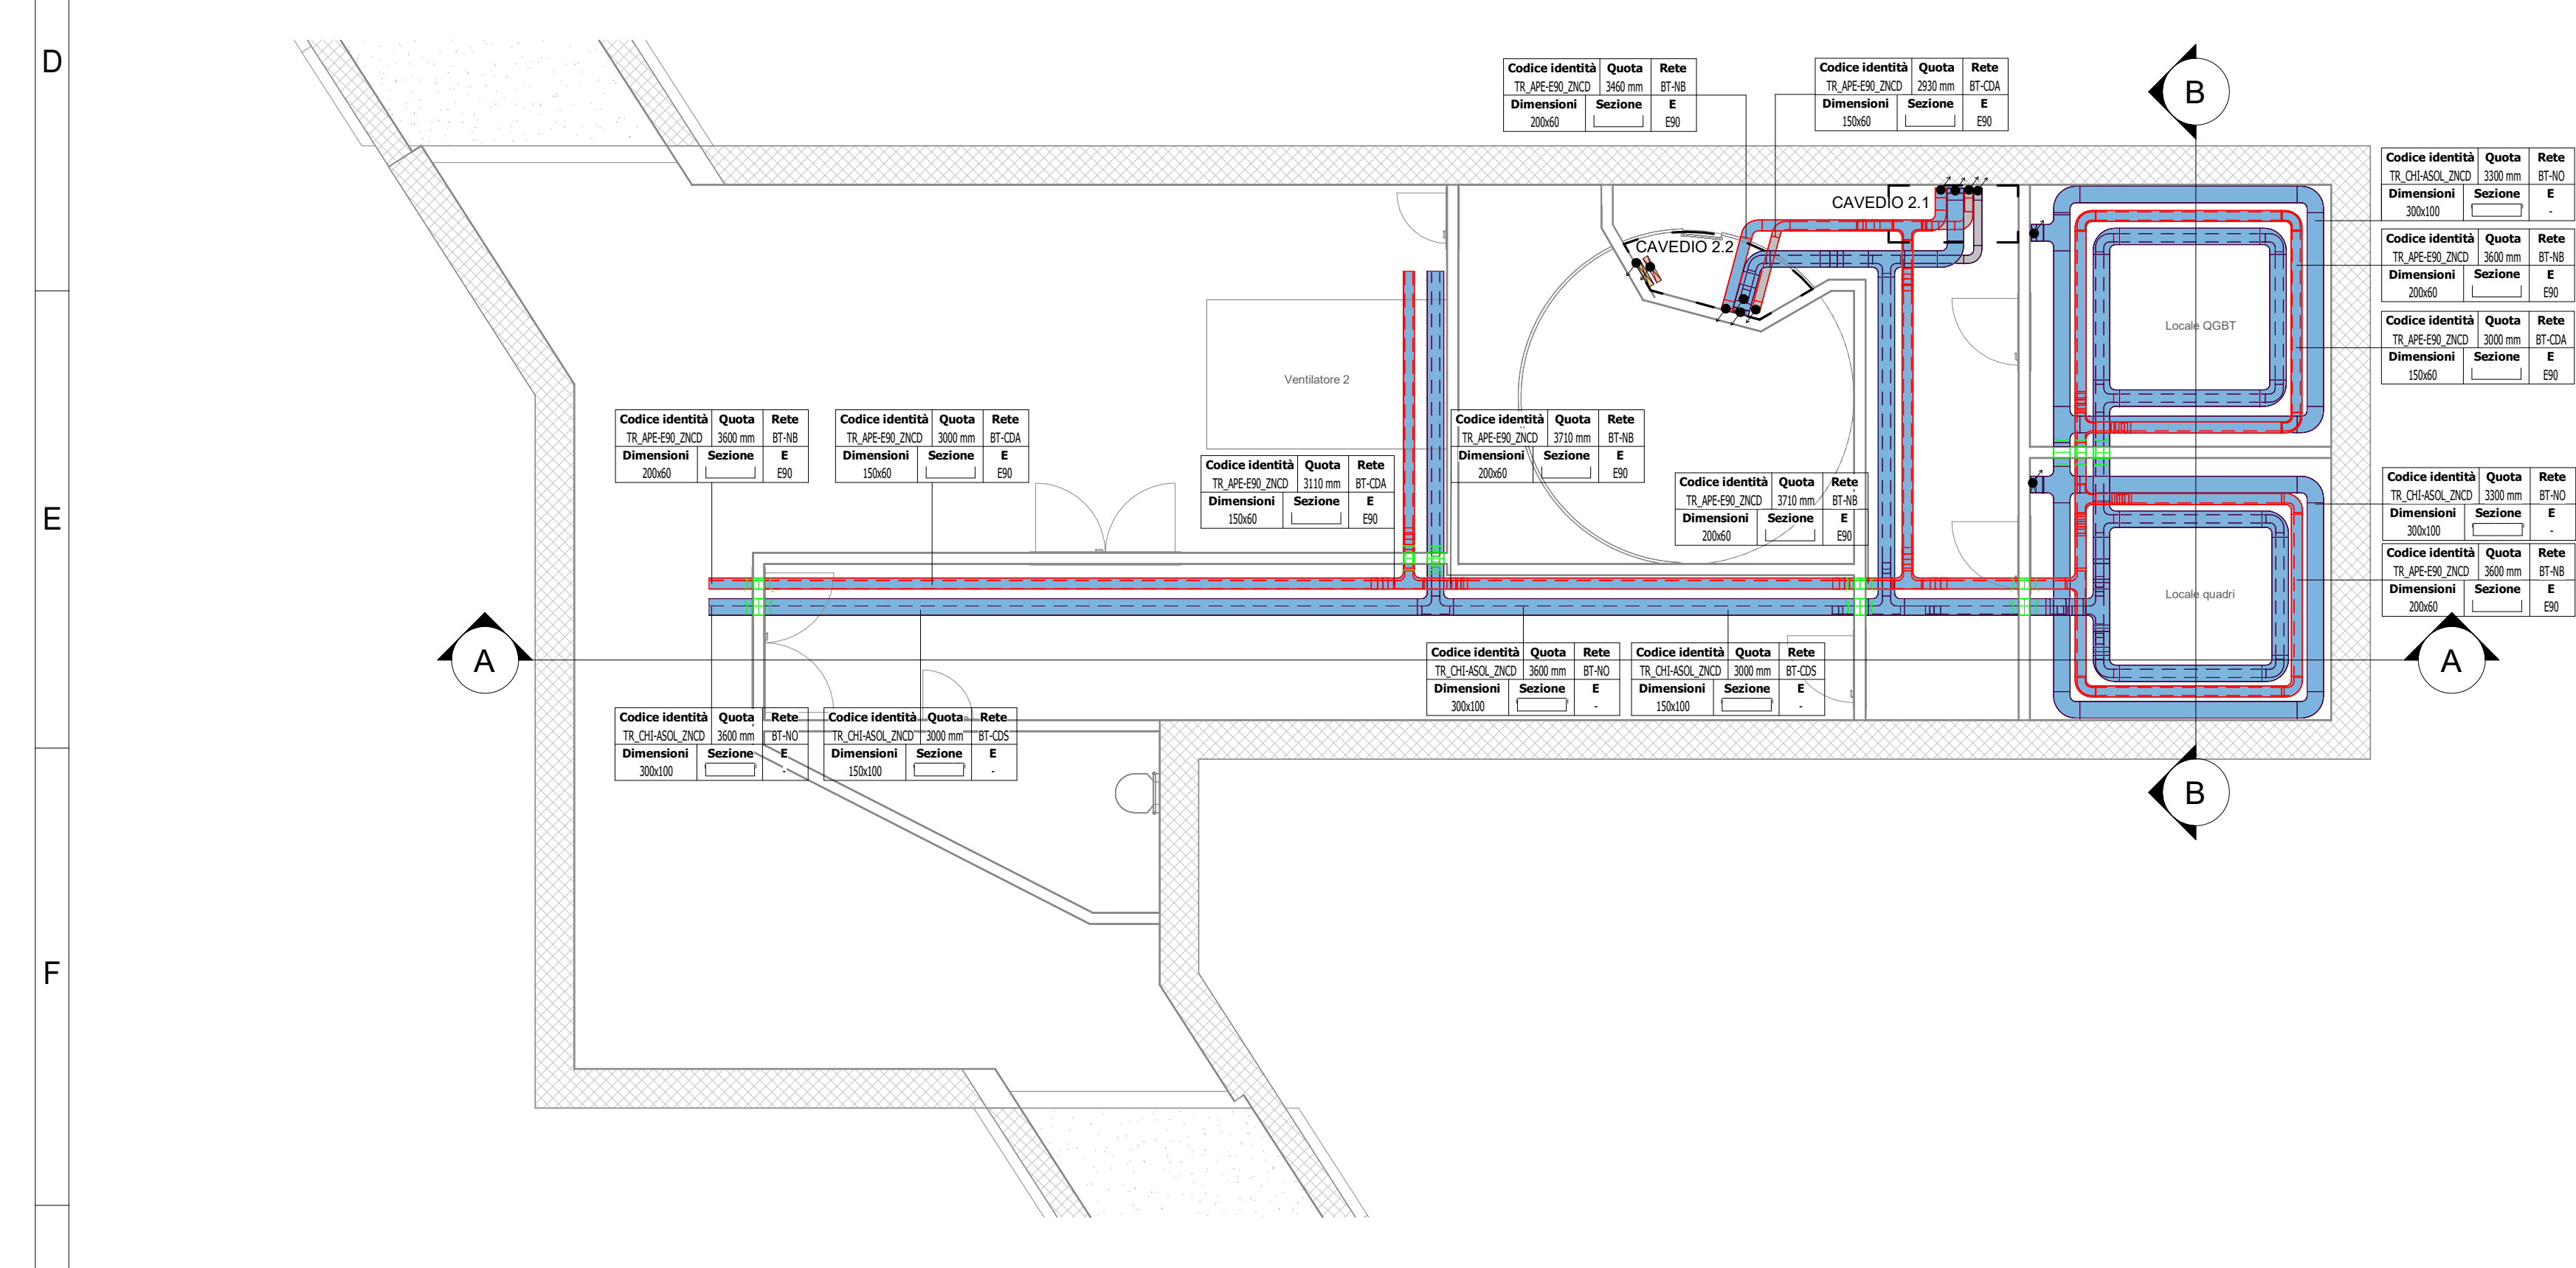 D
E
F
Codice identità Quota Rete
TR_APE-E90_ZNCD 3460 mm BT-NB
Dimensioni Sezione E
200x60 E90
Codice identità Quota Rete
TR_APE-E90_ZNCD 2930 mm BT-CDA
Dimensioni Sezione E
150x60 E90
B
Codice identità Quota Rete
TR_CHI-ASOL_ZNCD 3300 mm BT-NO
Dimensioni Sezione E
300x100 -
Codice identità Quota Rete
TR_APE-E90_ZNCD 3600 mm BT-NB
Dimensioni Sezione E
200x60 E90
Codice identità Quota Rete
TR_APE-E90_ZNCD 3000 mm BT-CDA
Dimensioni Sezione E
150x60 E90
CAVEDIO 2.1
CAVEDIO 2.2
Locale QGBT
Ventilatore 2
Codice identità Quota Rete
TR_APE-E90_ZNCD 3600 mm BT-NB
Dimensioni Sezione E
200x60 E90
Codice identità Quota Rete
TR_APE-E90_ZNCD 3000 mm BT-CDA
Dimensioni Sezione E
150x60 E90
Codice identità Quota Rete
TR_APE-E90_ZNCD 3110 mm BT-CDA
Dimensioni Sezione E
150x60 E90
Codice identità Quota Rete
TR_APE-E90_ZNCD 3710 mm BT-NB
Dimensioni Sezione E
200x60 E90
Codice identità Quota Rete
TR_APE-E90_ZNCD 3710 mm BT-NB
Dimensioni Sezione E
200x60 E90
Codice identità Quota Rete
TR_CHI-ASOL_ZNCD 3300 mm BT-NO
Dimensioni Sezione E
300x100 -
Codice identità Quota Rete
TR_APE-E90_ZNCD 3600 mm BT-NB
Dimensioni Sezione E
200x60 E90
Locale quadri
A
A
Codice identità Quota Rete
TR_CHI-ASOL_ZNCD 3600 mm BT-NO
Dimensioni Sezione E
300x100 -
Codice identità Quota Rete
TR_CHI-ASOL_ZNCD 3000 mm BT-CDS
Dimensioni Sezione E
150x100 -
Codice identità Quota Rete
TR_CHI-ASOL_ZNCD 3600 mm BT-NO
Dimensioni Sezione E
300x100 -
Codice identità Quota Rete
TR_CHI-ASOL_ZNCD 3000 mm BT-CDS
Dimensioni Sezione E
150x100 -
B